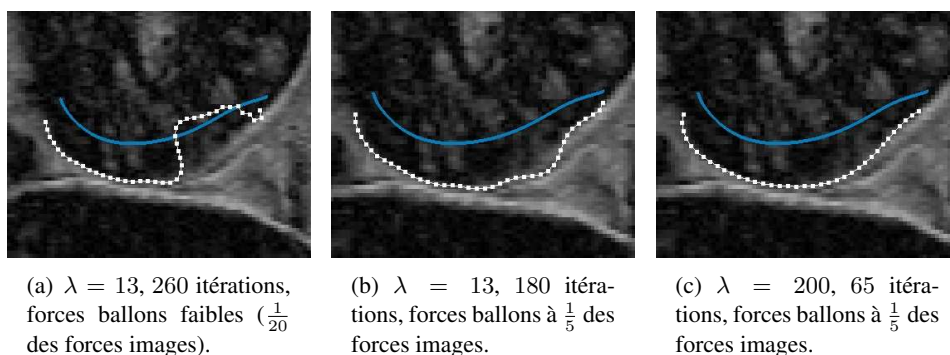 (a) λ = 13, 260 itérations,
forces ballons faibles (1/20
des forces images).
(b) λ = 13, 180 itéra-
tions, forces ballons à 1/5 des
forces images.
(c) λ = 200, 65 itéra-
tions, forces ballons à 1/5 des
forces images.